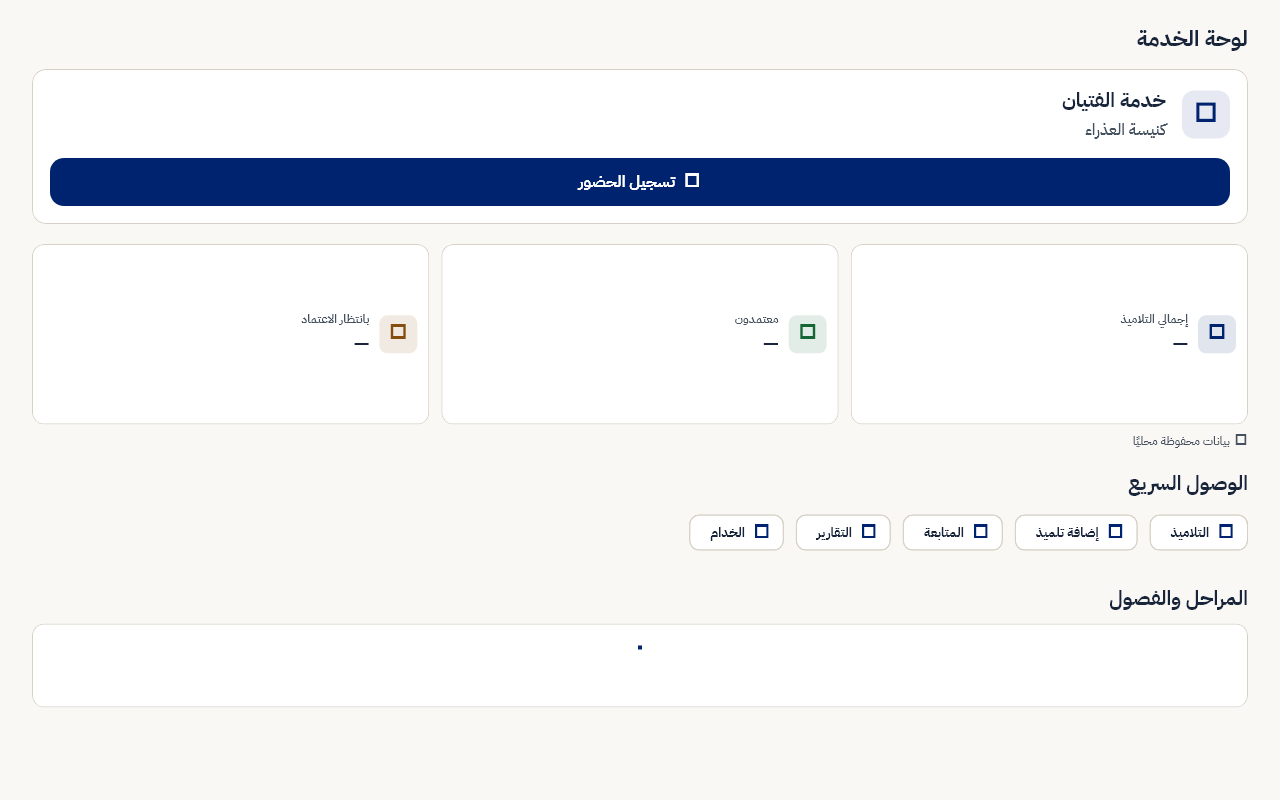 لوحة الخدمة
خدمة الفتيان
كنيسة العذراء
تسجيل الحضور
إجمالي التلاميذ
—
معتمدون
—
بانتظار الاعتماد
—
بيانات محفوظة محليًا
الوصول السريع
التلاميذ
إضافة تلميذ
المتابعة
التقارير
الخدام
المراحل والفصول